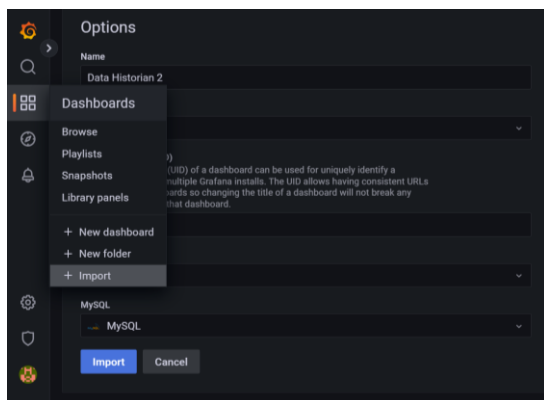 Options
Name
Data Historian 2
Dashboards
Browse
Playlists
Snapshots
Library panels
+ New dashboard
+ New folder
+ Import
(UID) of a dashboard can be used for uniquely identify a
multiple Grafana installs. The UID allows having consistent URLs
ards so changing the title of a dashboard will not break any
that dashboard.
MySQL
MySQL
Import
Cancel